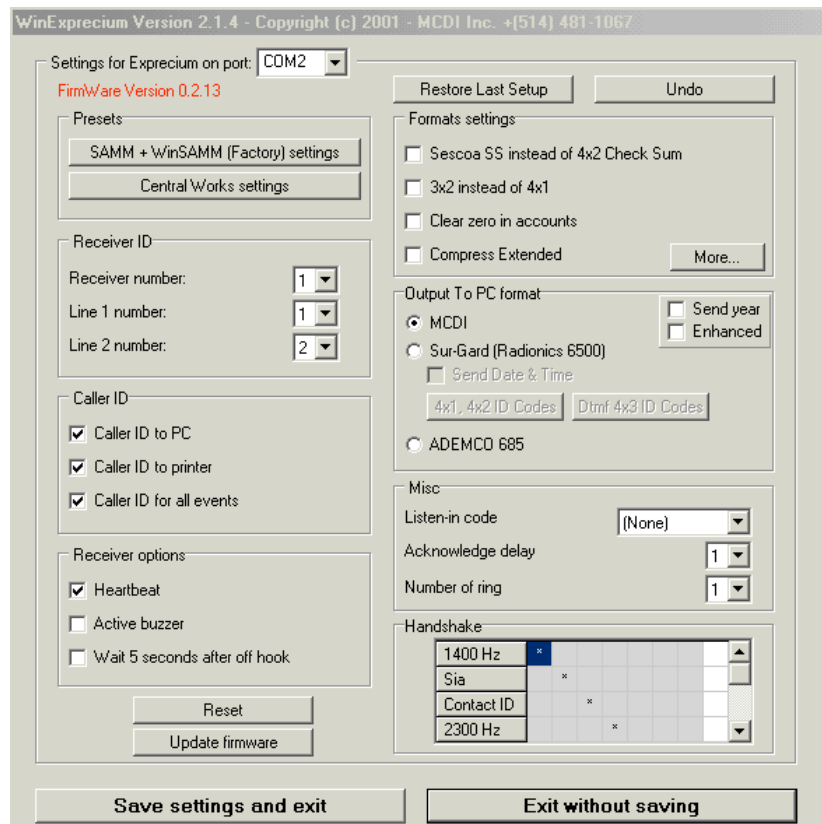 WinExprecium Version 2.1.4 - Copyright (c) 2001 - MCDI Inc. +(514) 481-1067
Settings for Exprecium on port: COM2
FirmWare Version 0.2.13
Restore Last Setup
Undo
Presets
SAMM + WinSAMM (Factory) settings
Central Works settings
Formats settings
Sescoa SS instead of 4x2 Check Sum
3x2 instead of 4x1
Clear zero in accounts
Compress Extended
More...
Receiver ID
Receiver number: 1
Line 1 number: 1
Line 2 number: 2
Output To PC format
MCDI
Send year
Enhanced
Sur-Gard (Radionics 6500)
Send Date & Time
4x1, 4x2 ID Codes
Dtmf 4x3 ID Codes
ADEMCO 685
Caller ID
Caller ID to PC
Caller ID to printer
Caller ID for all events
Misc
Listen-in code (None)
Acknowledge delay 1
Number of ring 1
Receiver options
Heartbeat
Active buzzer
Wait 5 seconds after off hook
Handshake
1400 Hz *
Sia *
Contact ID *
2300 Hz *
Reset
Update firmware
Save settings and exit
Exit without saving